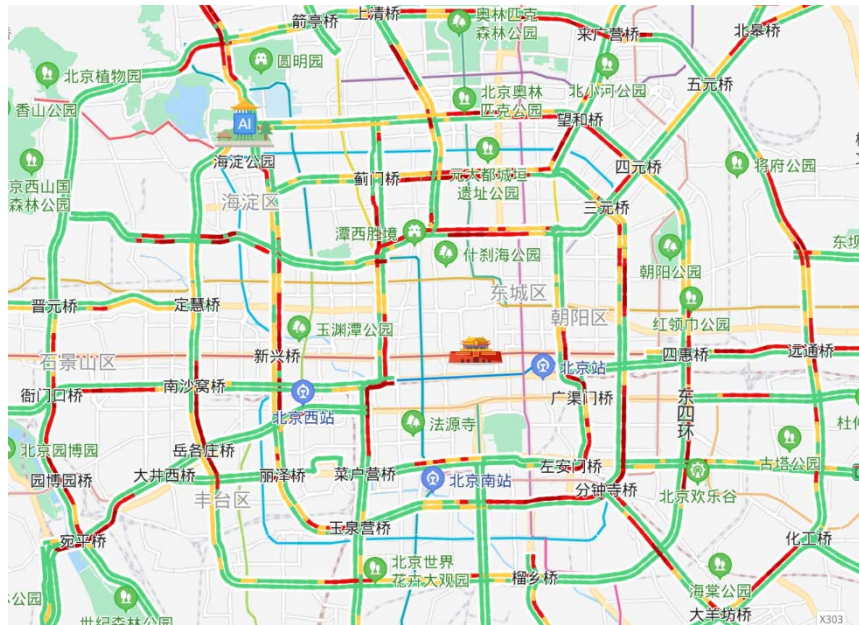 箭亭桥
上清桥
奥林匹克
森林公园
来广营桥
北皋桥
圆明园
北京植物园
五元桥
香山公园
北京奥林
匹克公园
北小河公园
AI
望和桥
海淀公园
四元桥
将府公园
京西山国
森林公园
海淀区
蓟门桥
元大都城垣
遗址公园
三元桥
潭西胜境
什刹海公园
东坝
朝阳公园
东城区
晋元桥
定慧桥
朝阳区
红领巾公园
玉渊潭公园
石景山区
新兴桥
四惠桥
远通桥
北京站
衙门口桥
南沙窝桥
北京西站
广渠门桥
东四环
杜仲
法源寺
北京园博园
岳各庄桥
古塔公园
园博园桥
大井西桥
丽泽桥
菜户营桥
左安门桥
北京南站
北京欢乐谷
丰台区
分钟寺桥
玉泉营桥
宛平桥
化工桥
北京世界
花卉大观园
榴乡桥
海棠公园
公园
世纪森林公园
大羊坊桥
X303